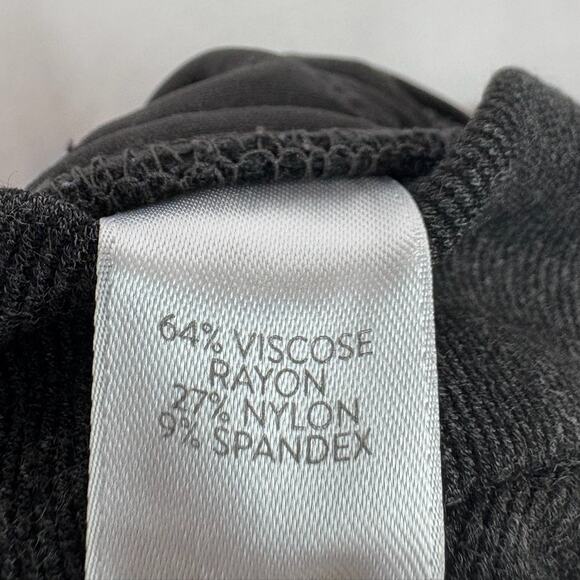 64% VISCOSE
RAYON
27% NYLON
9% SPANDEX